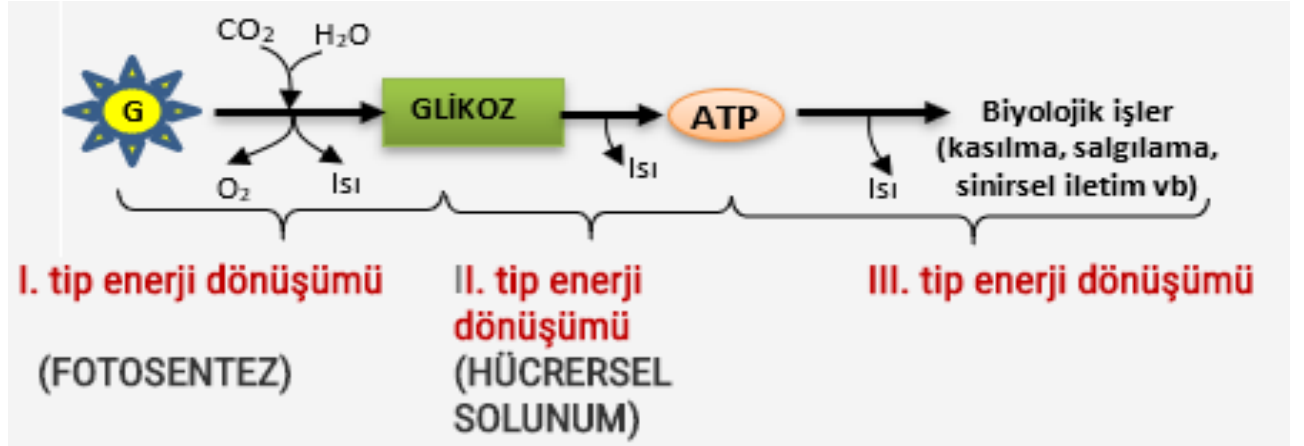 CO₂
H₂O
G
GLİKOZ
ATP
Biyolojik işler
(kasılma, salgılama,
sinirsel iletim vb)
O₂
Isı
Isı
Isı
I. tip enerji dönüşümü
(FOTOSENTEZ)
II. tip enerji
dönüşümü
(HÜCRERSEL
SOLUNUM)
III. tip enerji dönüşümü